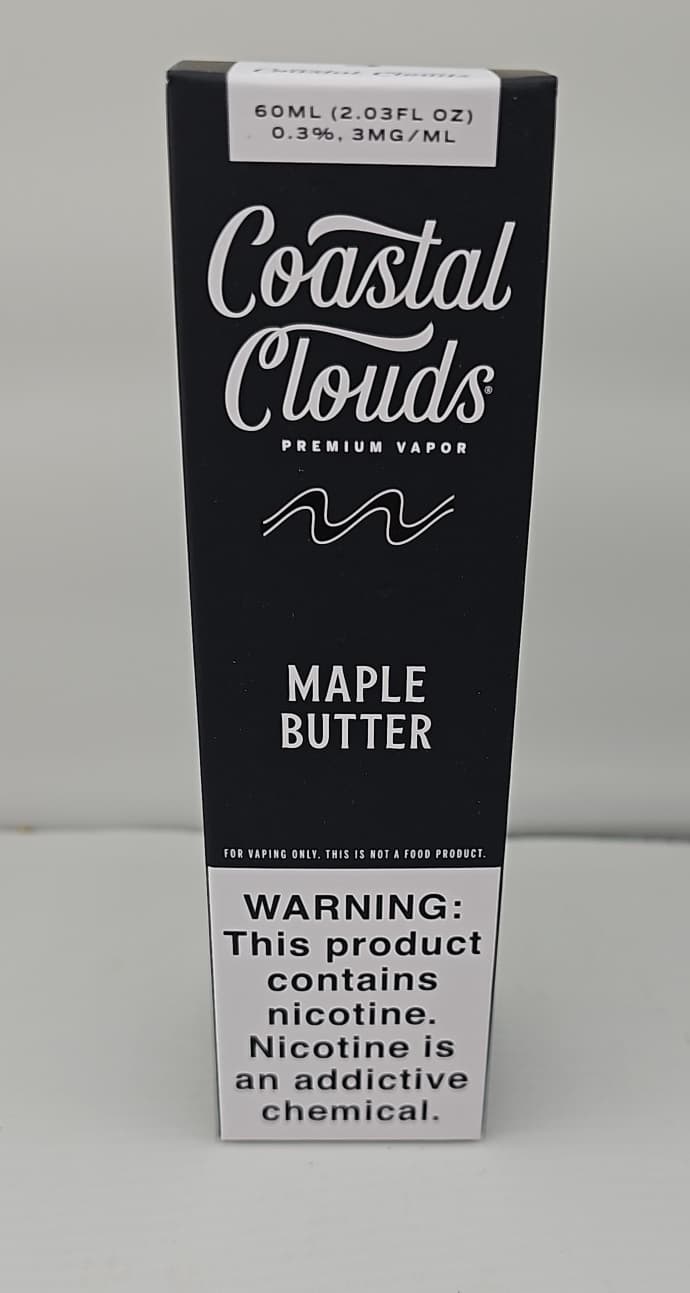 60ML (2.03FL OZ)
0.3%, 3MG/ML
Coastal
Clouds®
PREMIUM VAPOR
MAPLE
BUTTER
FOR VAPING ONLY. THIS IS NOT A FOOD PRODUCT.
WARNING:
This product
contains
nicotine.
Nicotine is
an addictive
chemical.